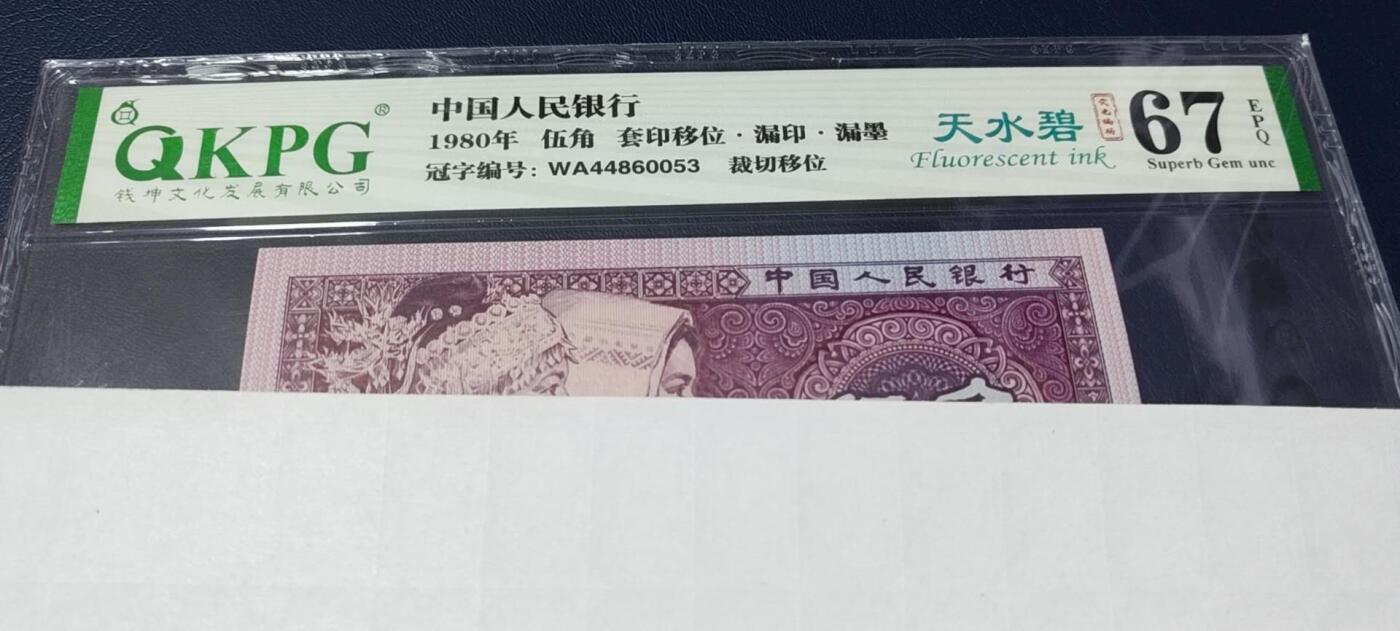 QKPG®
钱坤文化发展有限公司
中国人民银行
1980年 伍角 套印移位·漏印·漏墨
冠字编号: WA44860053 裁切移位
天水碧
Fluorescent ink
67
EPQ
Superb Gem unc
中国人民银行